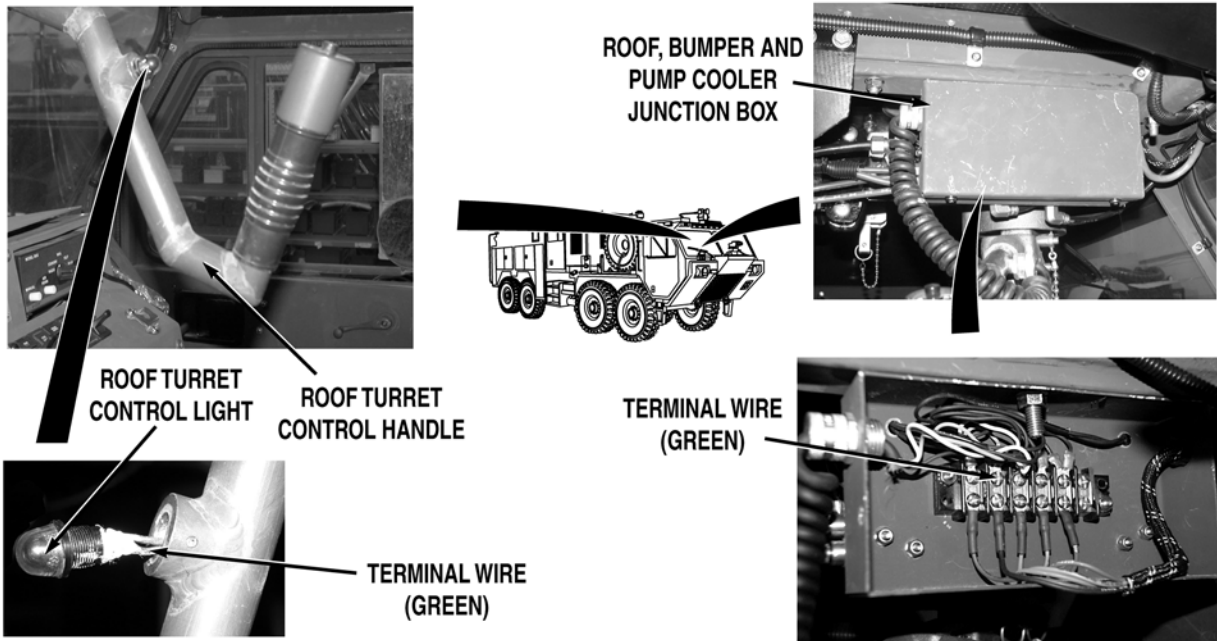 ROOF, BUMPER AND
PUMP COOLER
JUNCTION BOX
ROOF TURRET
CONTROL LIGHT
ROOF TURRET
CONTROL HANDLE
TERMINAL WIRE
(GREEN)
TERMINAL WIRE
(GREEN)